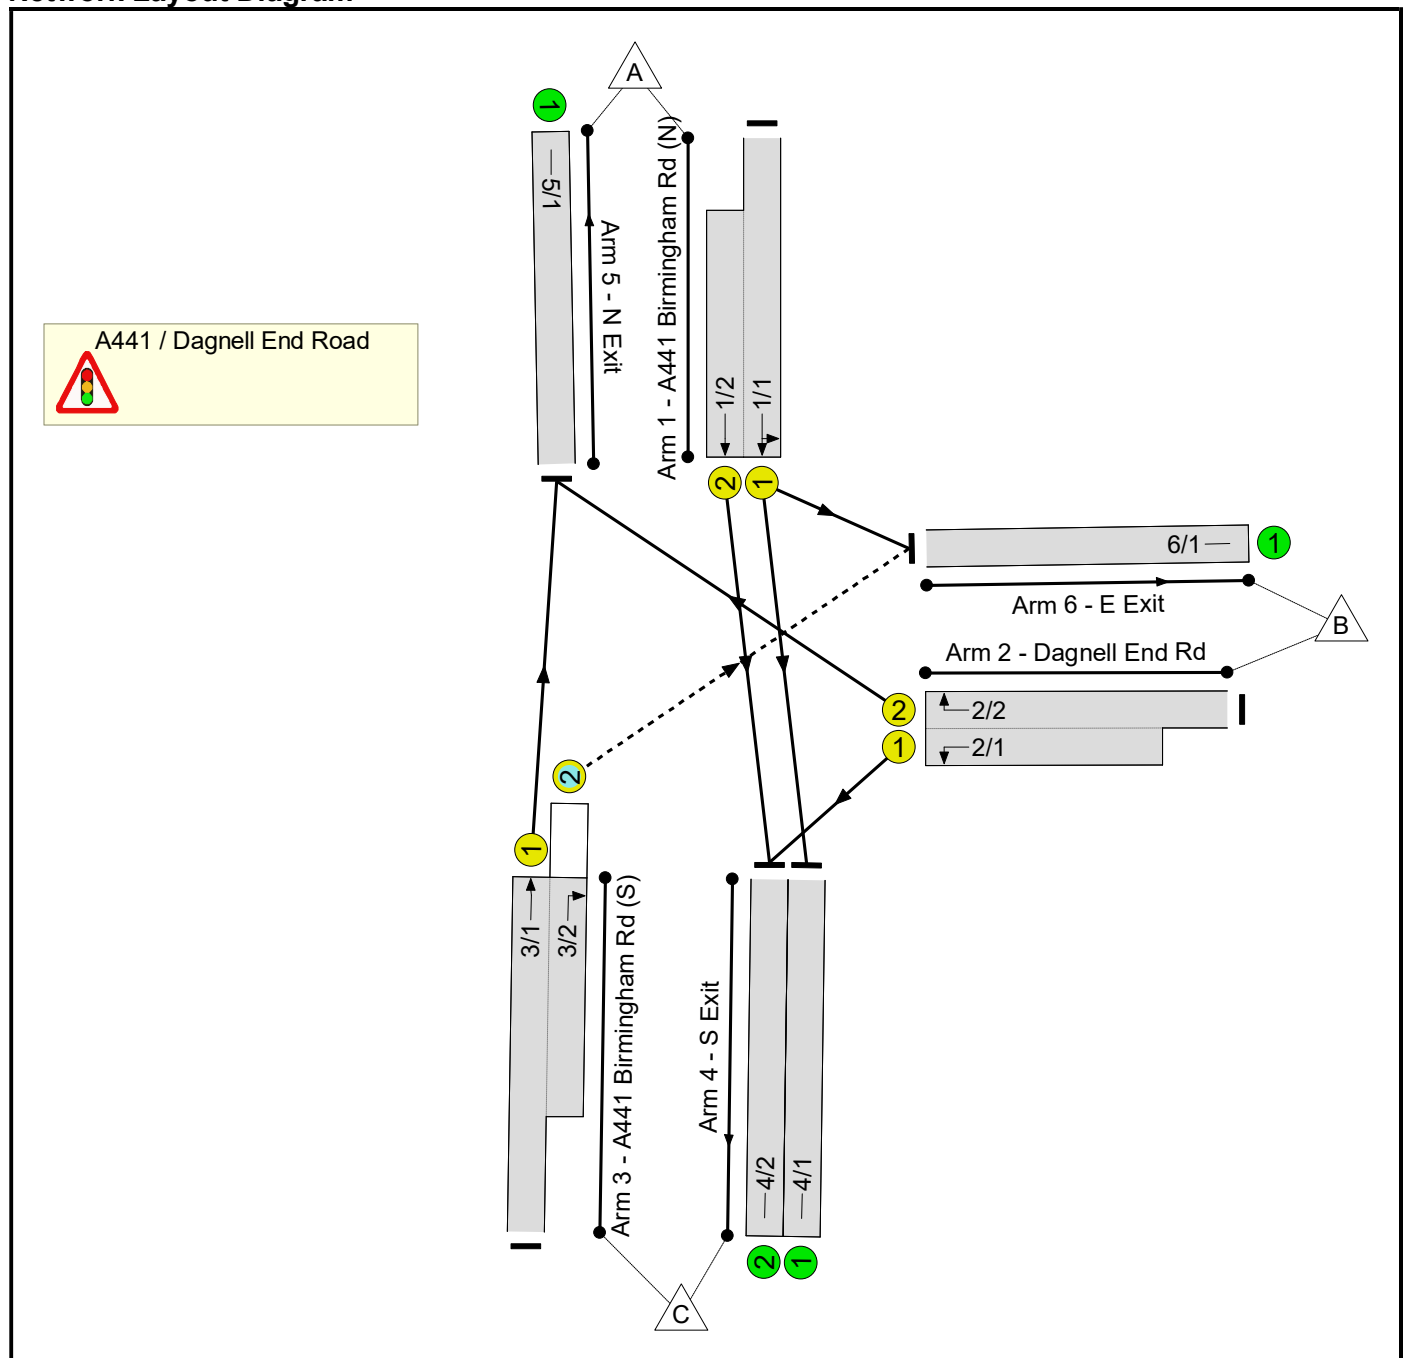 A
1
5/1
Arm 5 - N Exit
Arm 1 - A441 Birmingham Rd (N)
1/2
1/1
2
1
A441 / Dagnell End Road
6/1
1
Arm 6 - E Exit
B
Arm 2 - Dagnell End Rd
2
2/2
1
2/1
2
1
3/1
3/2
Arm 3 - A441 Birmingham Rd (S)
Arm 4 - S Exit
4/2
4/1
2
1
C